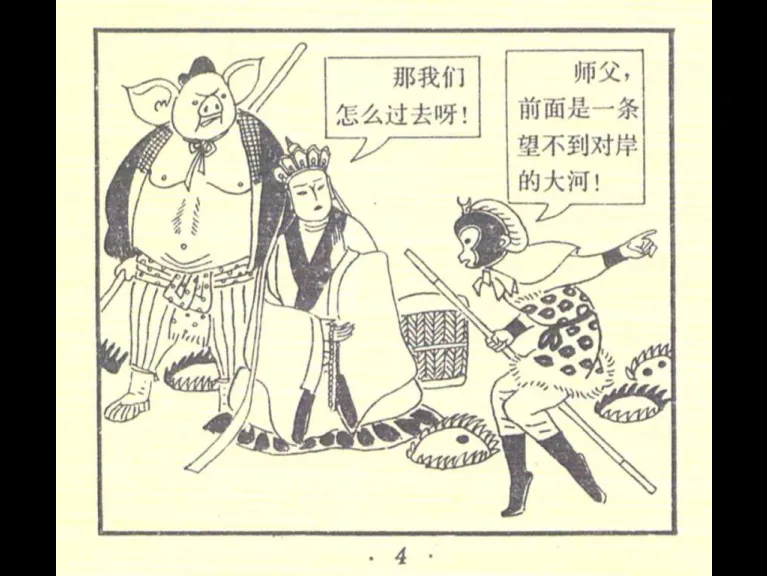 师父，
前面是一条
望不到对岸
的大河！
那我们
怎么过去呀！
· 4 ·